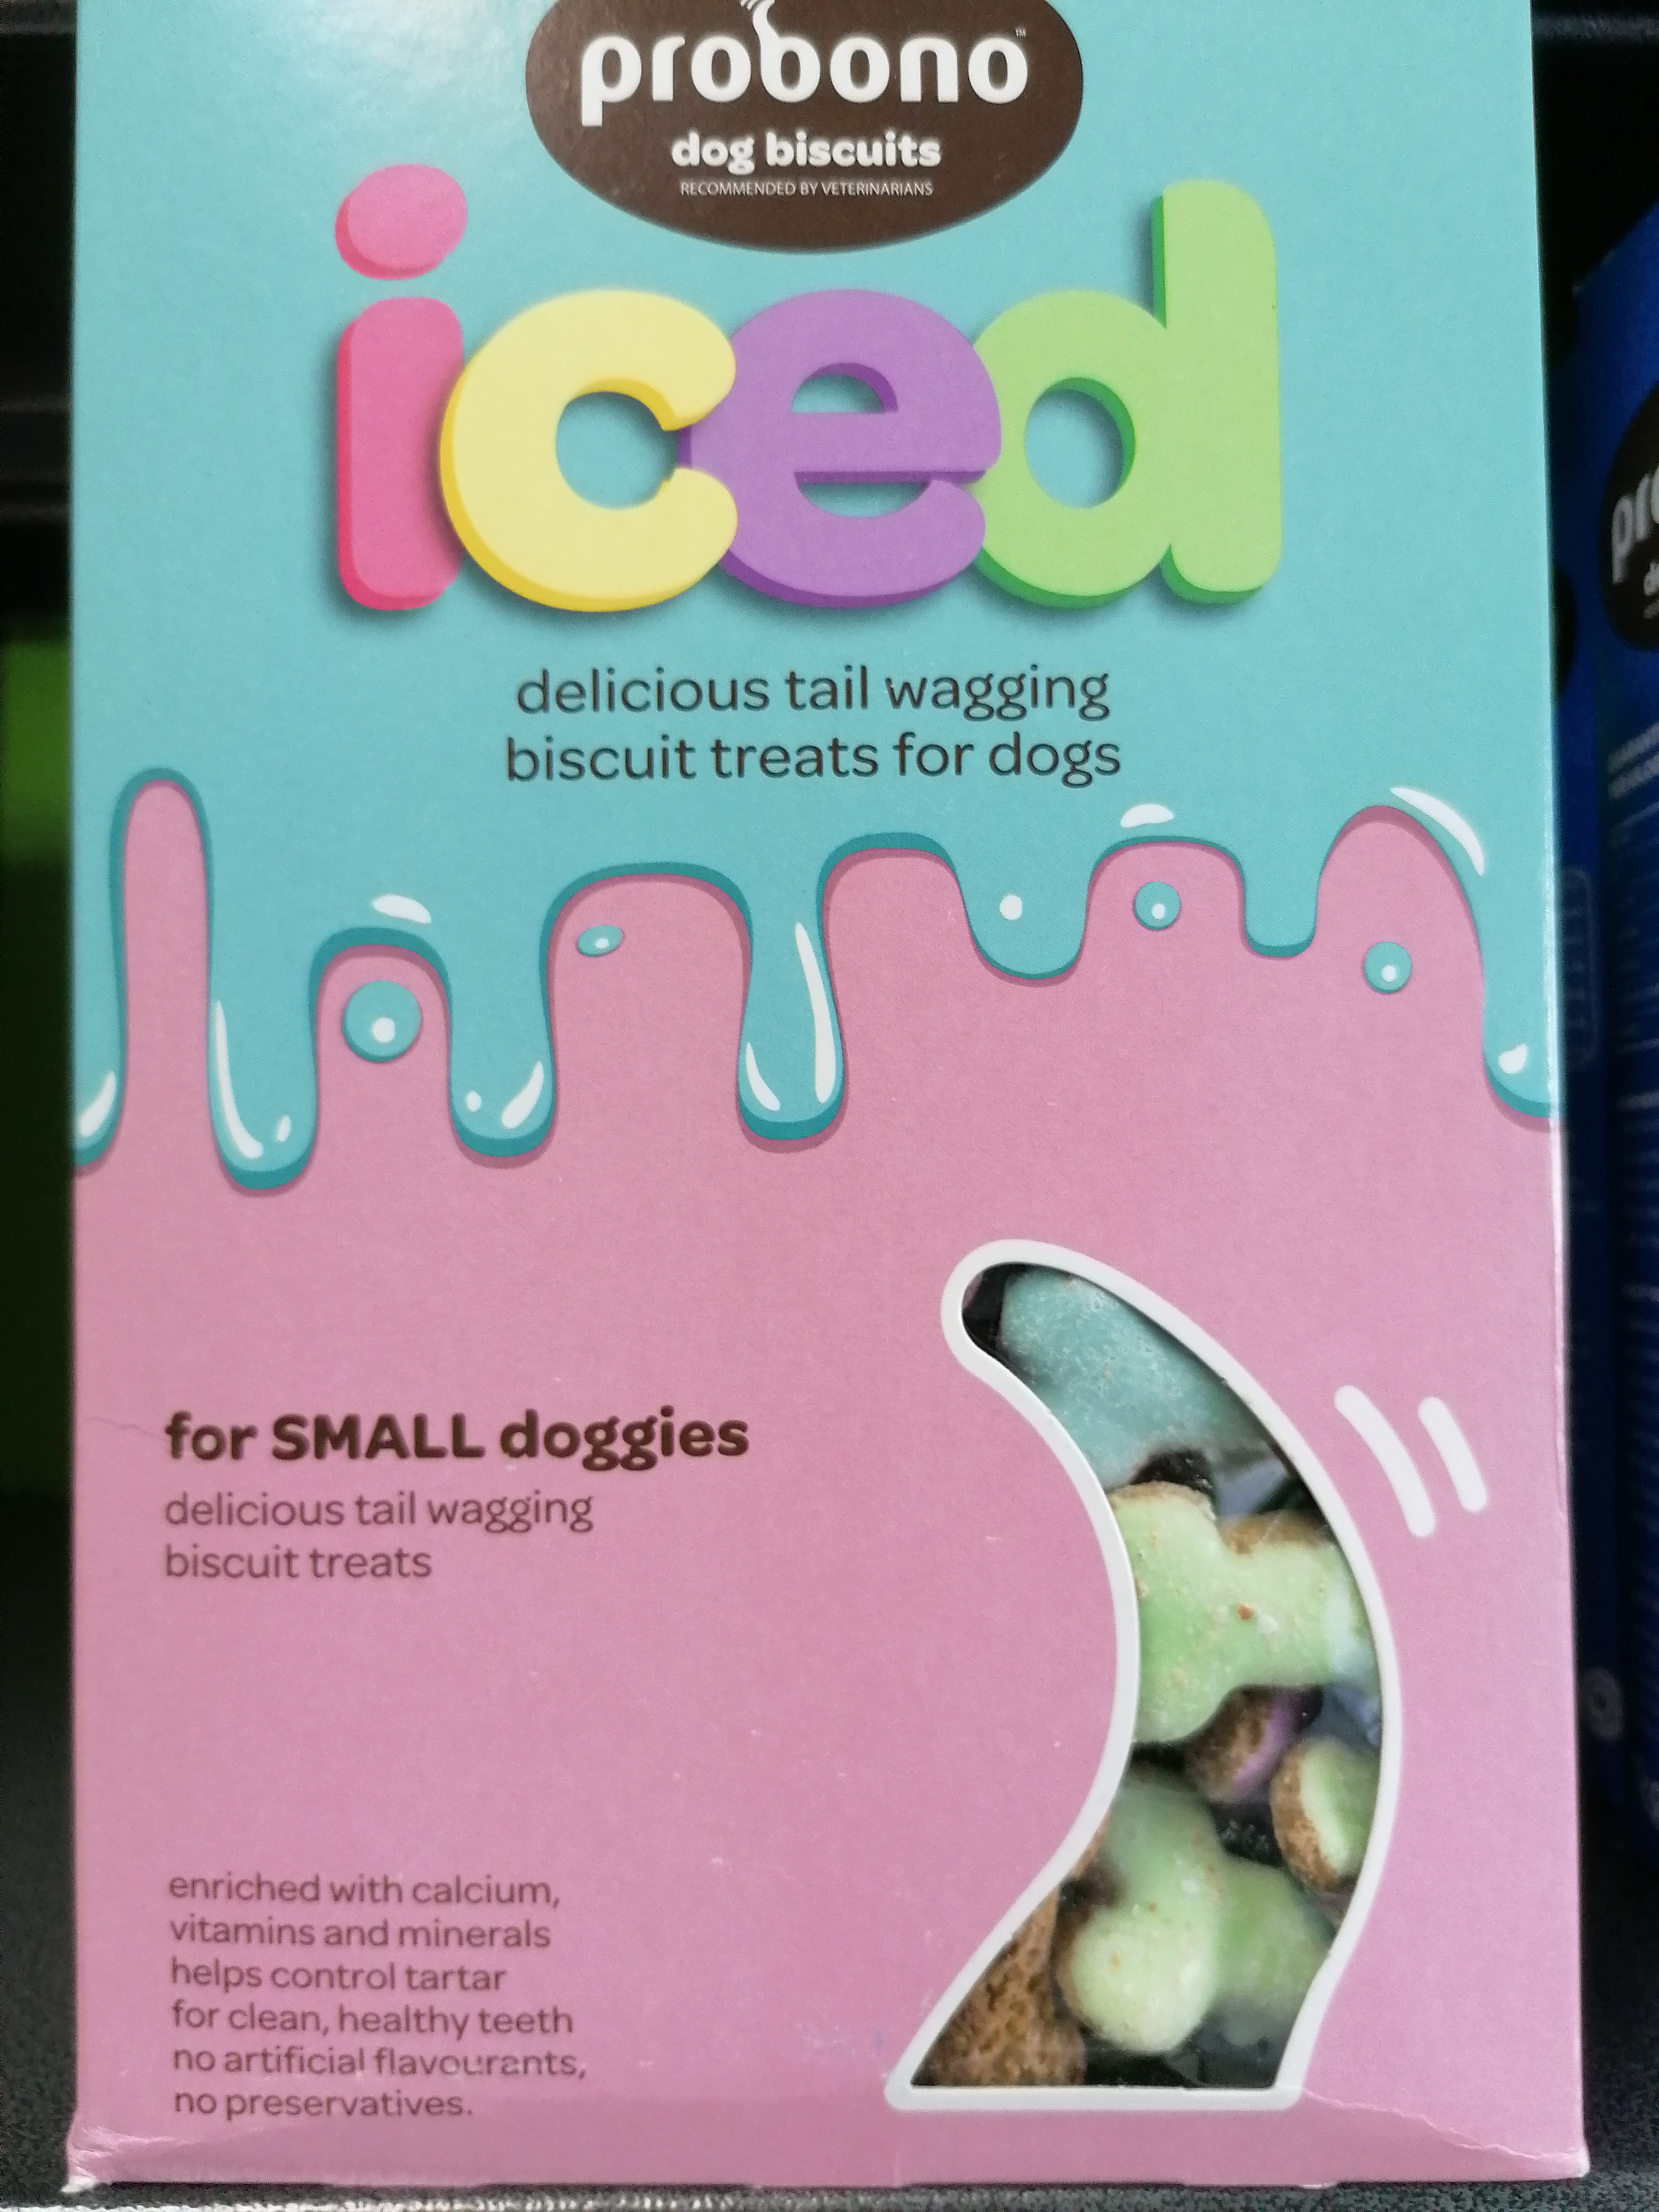 probono™
dog biscuits
RECOMMENDED BY VETERINARIANS
iced
delicious tail wagging
biscuit treats for dogs
for SMALL doggies
delicious tail wagging
biscuit treats
enriched with calcium,
vitamins and minerals
helps control tartar
for clean, healthy teeth
no artificial flavourants,
no preservatives.